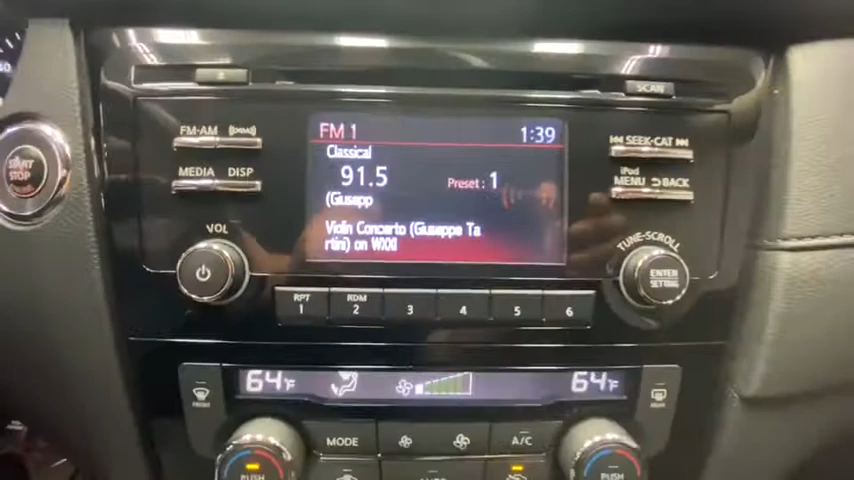 SCAN
FM·AM
MEDIA DISP
VOL
START
STOP
FM 1 1:39
Classical
91.5
Preset: 1
(Giusepp
Violin Concerto (Giuseppe Ta
rtini) on WXXI
SEEK·CAT
iPod
MENU BACK
TUNE·SCROLL
ENTER
SETTING
RPT RDM
1 2 3 4 5 6
64°F 64°F
MODE A/C
PUSH PUSH